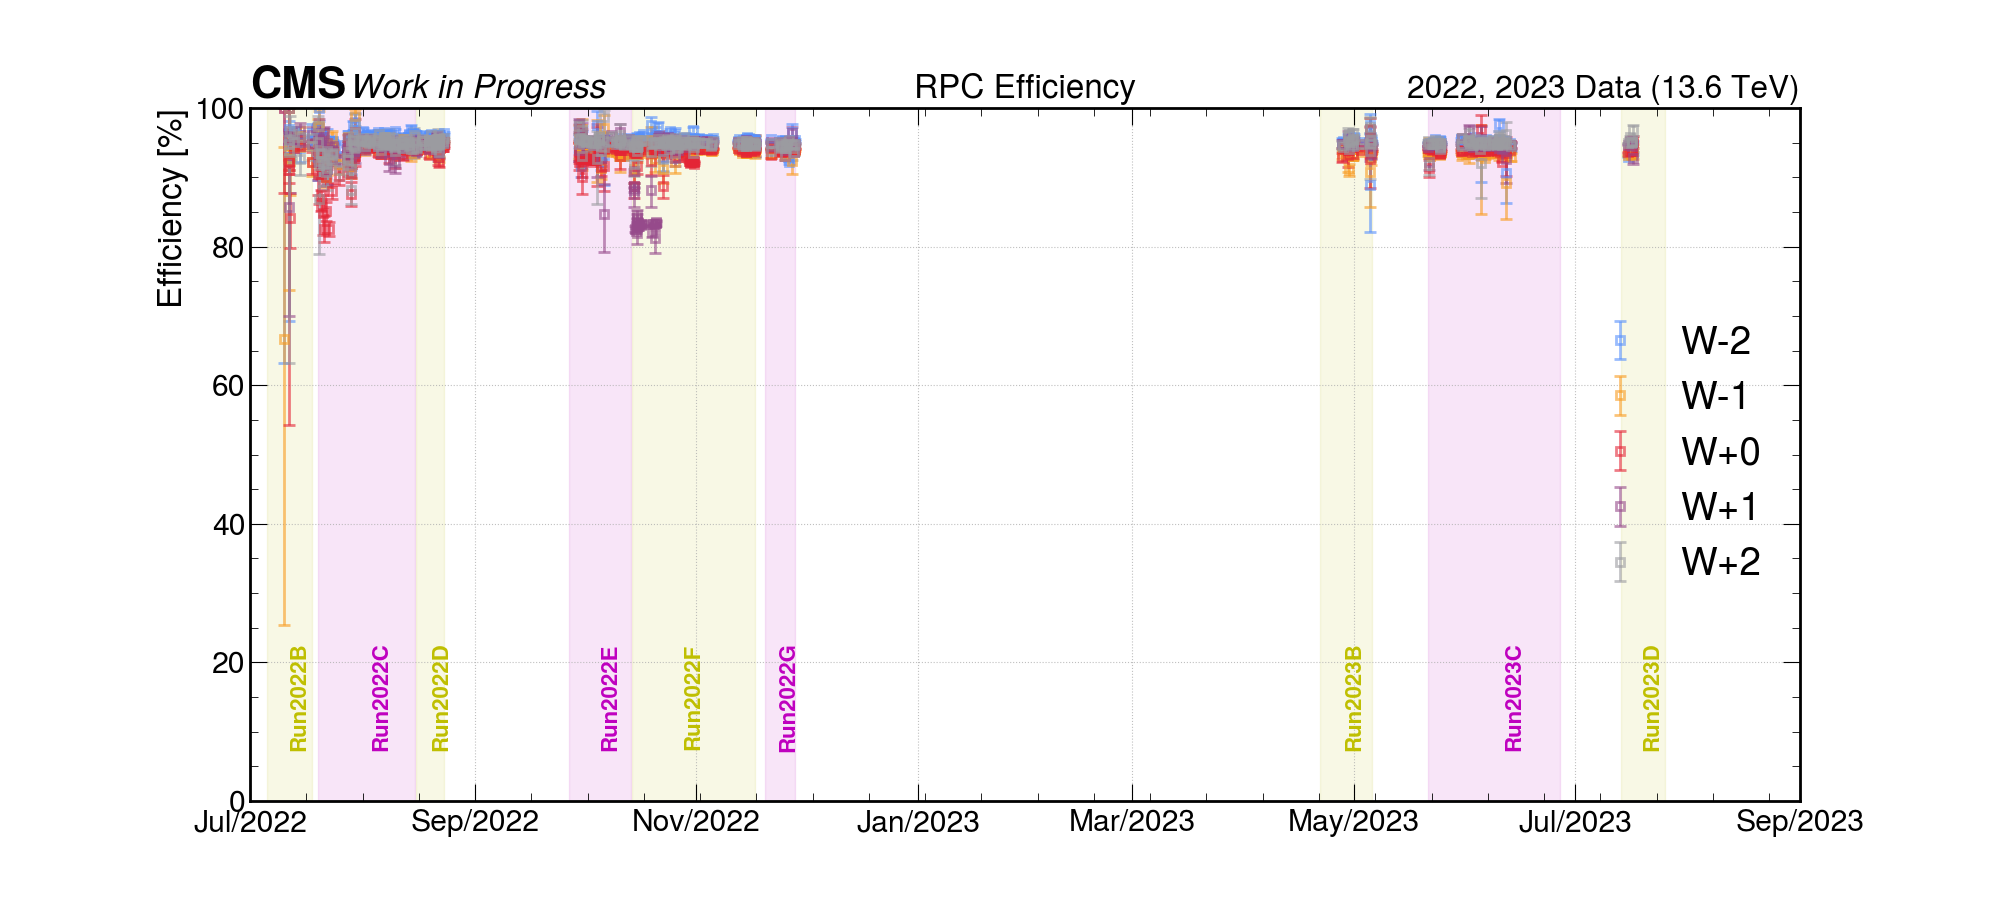 CMS Work in Progress RPC Efficiency 2022, 2023 Data (13.6 TeV)
Efficiency [%]
100
80
60
40
20
0
W-2
W-1
W+0
W+1
W+2
Run2022B
Run2022C
Run2022D
Run2022E
Run2022F
Run2022G
Run2023B
Run2023C
Run2023D
Jul/2022 Sep/2022 Nov/2022 Jan/2023 Mar/2023 May/2023 Jul/2023 Sep/2023